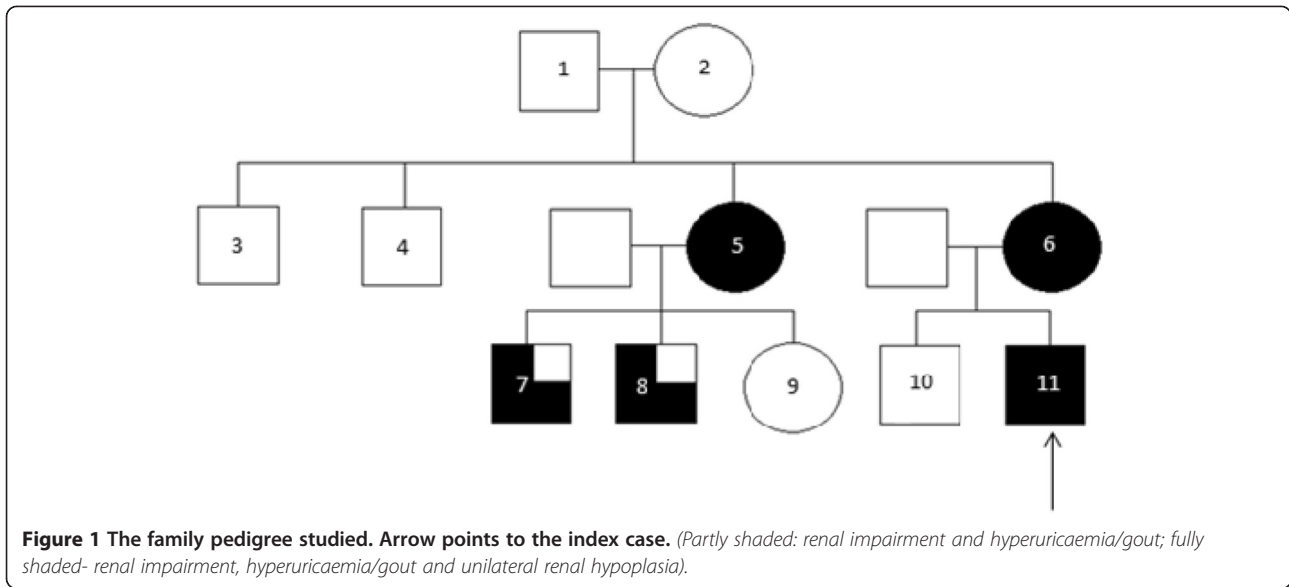 1 2
3 4 5 6
7 8 9 10 11
Figure 1 The family pedigree studied. Arrow points to the index case. (Partly shaded: renal impairment and hyperuricaemia/gout; fully
shaded- renal impairment, hyperuricaemia/gout and unilateral renal hypoplasia).